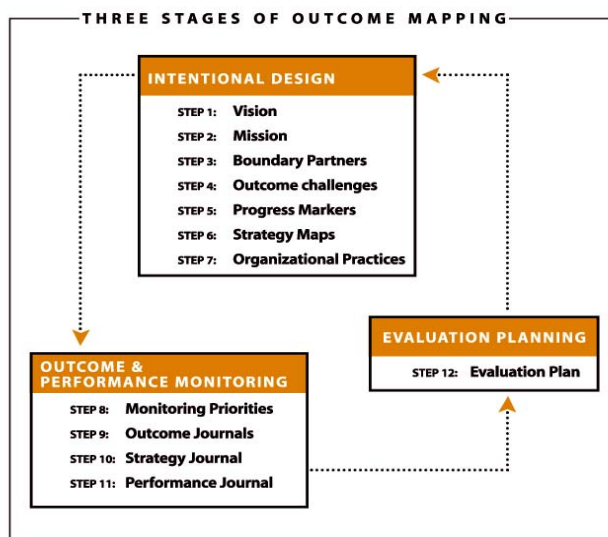 THREE STAGES OF OUTCOME MAPPING
INTENTIONAL DESIGN
STEP 1: Vision
STEP 2: Mission
STEP 3: Boundary Partners
STEP 4: Outcome challenges
STEP 5: Progress Markers
STEP 6: Strategy Maps
STEP 7: Organizational Practices
OUTCOME &
PERFORMANCE MONITORING
STEP 8: Monitoring Priorities
STEP 9: Outcome Journals
STEP 10: Strategy Journal
STEP 11: Performance Journal
EVALUATION PLANNING
STEP 12: Evaluation Plan